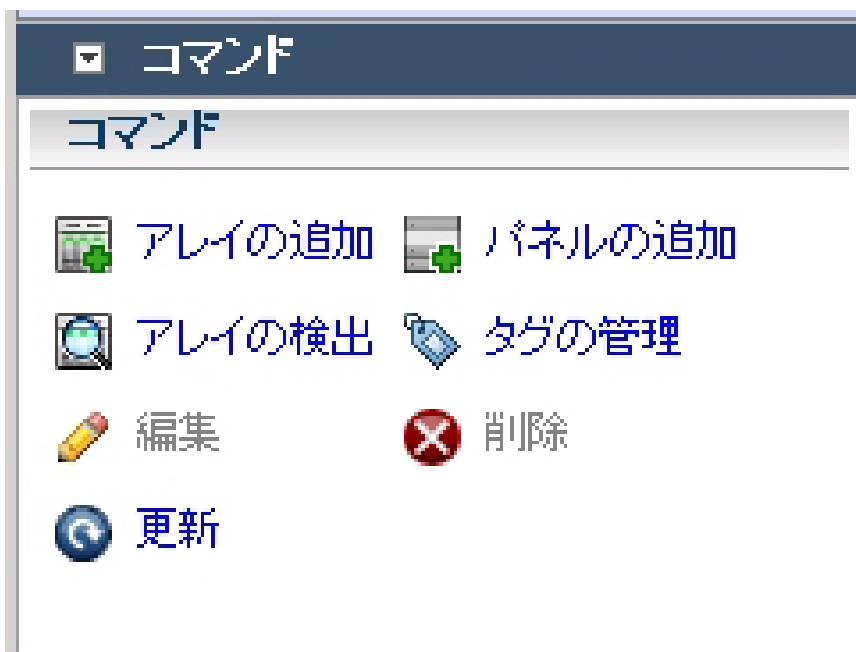 コマンド
コマンド
アレイの追加 パネルの追加
アレイの検出 タグの管理
編集 削除
更新